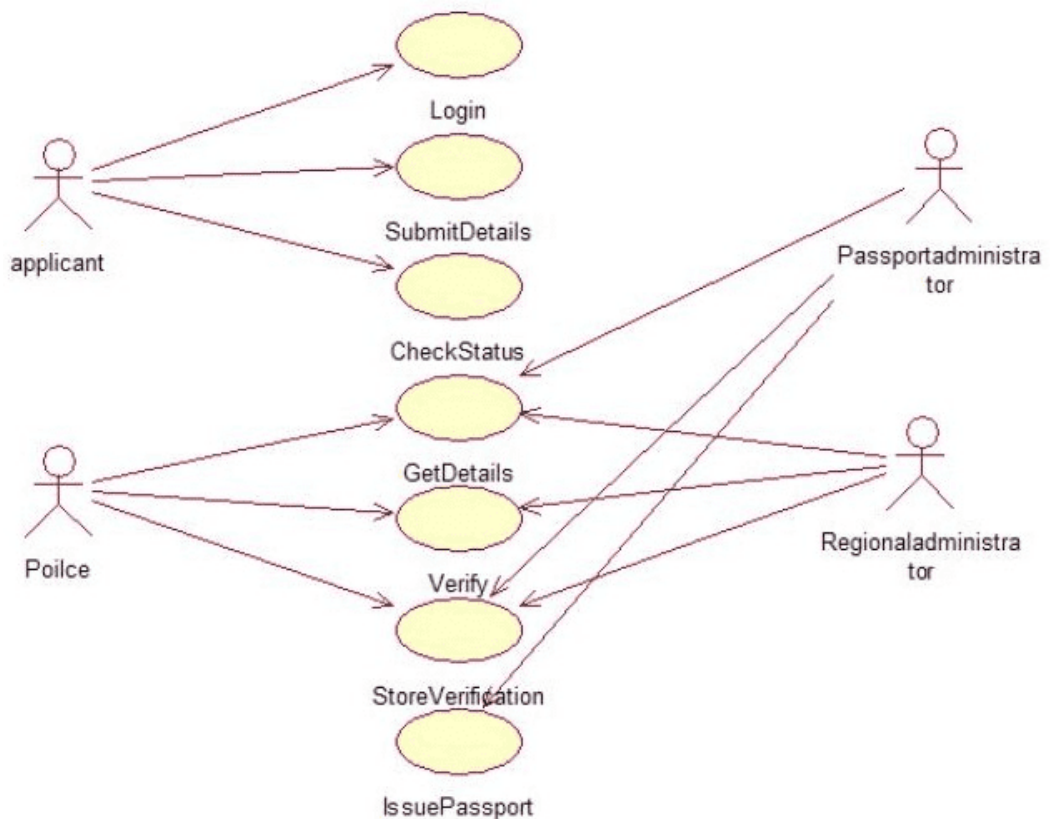 Login
applicant
SubmitDetails
Passportadministra
tor
CheckStatus
GetDetails
Poilce
Regionaladministra
tor
Verify
StoreVerification
IssuePassport